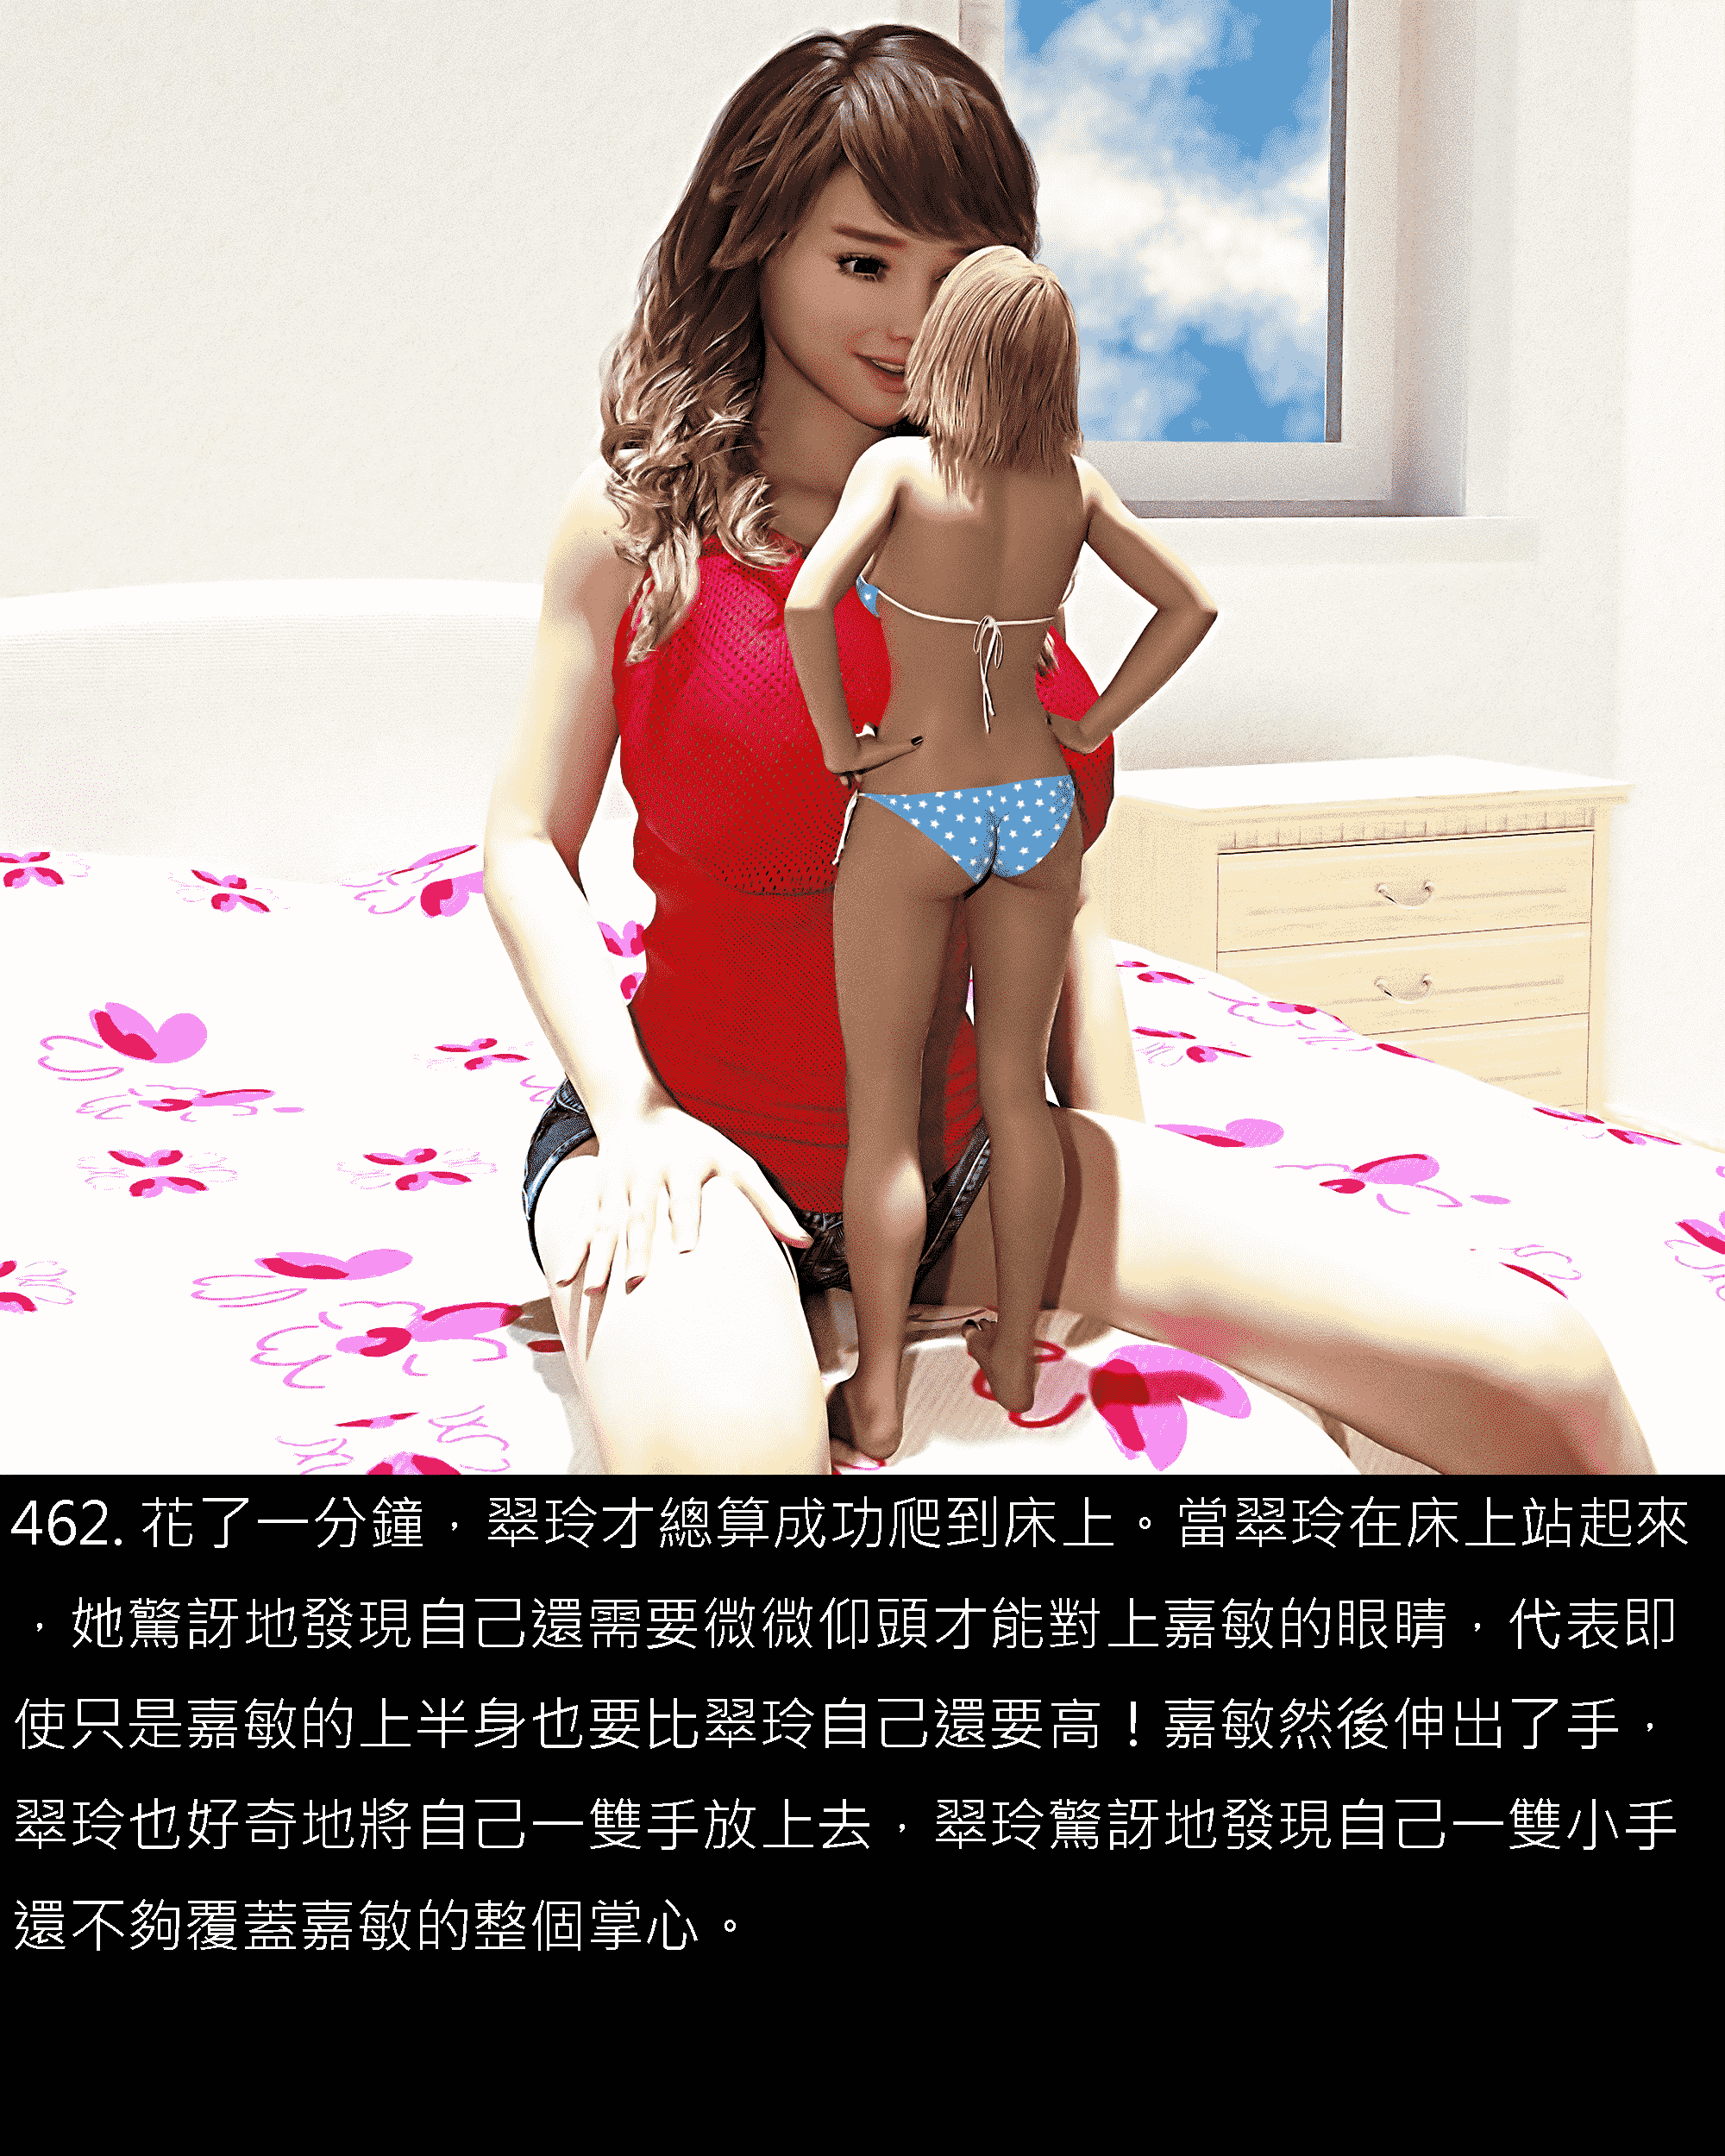 462. 花了一分鐘，翠玲才總算成功爬到床上。當翠玲在床上站起來
，她驚訝地發現自己還需要微微仰頭才能對上嘉敏的眼睛，代表即
使只是嘉敏的上半身也要比翠玲自己還要高！嘉敏然後伸出了手，
翠玲也好奇地將自己一雙手放上去，翠玲驚訝地發現自己一雙小手
還不夠覆蓋嘉敏的整個掌心。